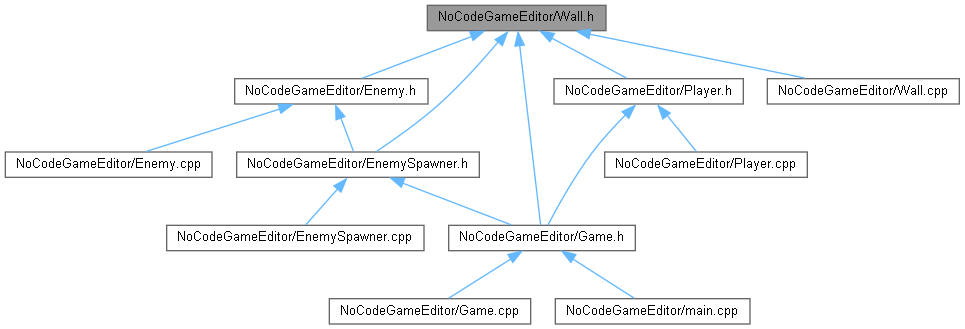 NoCodeGameEditor/Wall.h
NoCodeGameEditor/Enemy.h
NoCodeGameEditor/Player.h
NoCodeGameEditor/Wall.cpp
NoCodeGameEditor/Enemy.cpp
NoCodeGameEditor/EnemySpawner.h
NoCodeGameEditor/Player.cpp
NoCodeGameEditor/EnemySpawner.cpp
NoCodeGameEditor/Game.h
NoCodeGameEditor/Game.cpp
NoCodeGameEditor/main.cpp